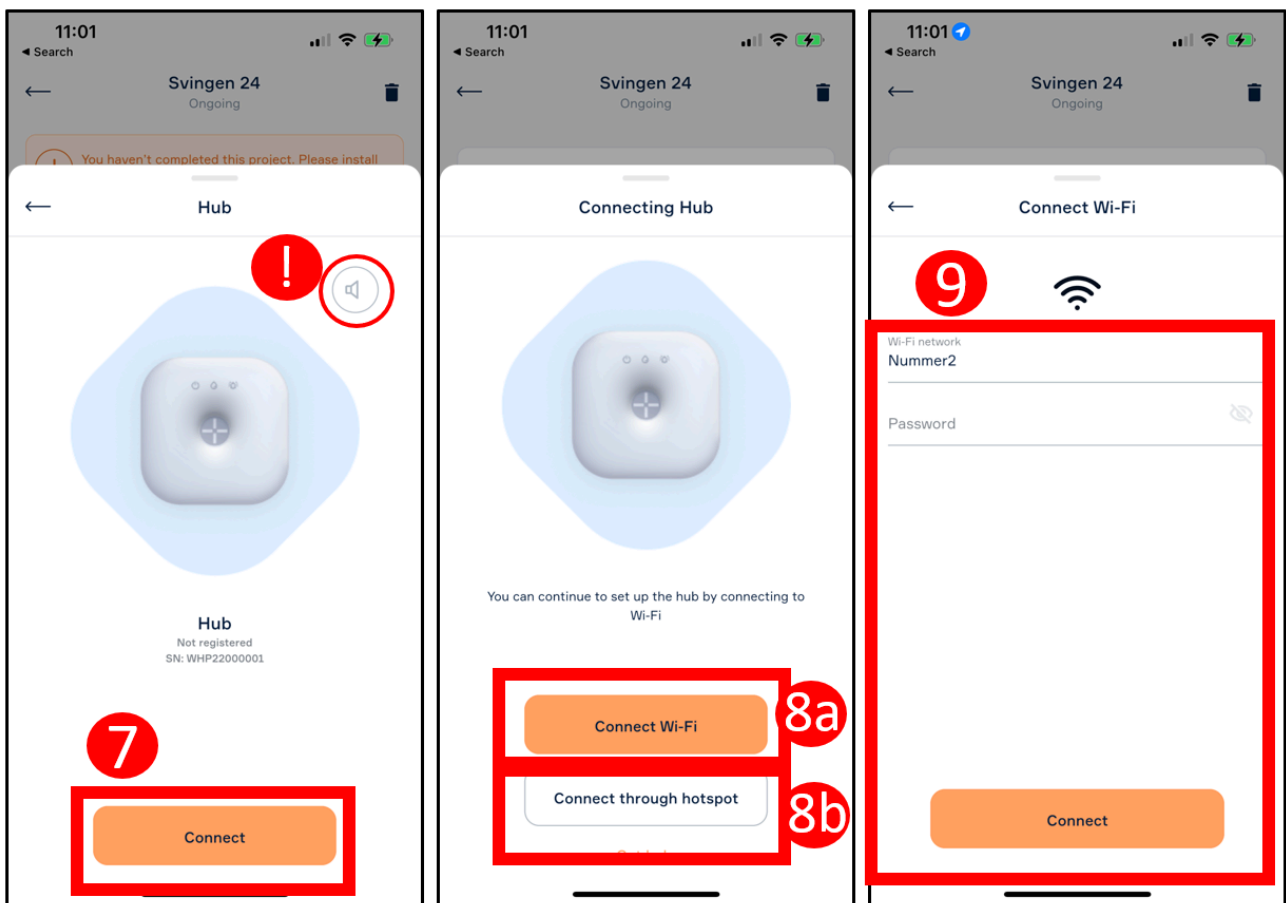 11:01
◀ Search
Svingen 24
Ongoing
You haven't completed this project. Please install
Hub
!
Hub
Not registered
SN: WHP22000001
7
Connect
11:01
◀ Search
Svingen 24
Ongoing
Connecting Hub
You can continue to set up the hub by connecting to
Wi-Fi
Connect Wi-Fi
8a
Connect through hotspot
8b
11:01
◀ Search
Svingen 24
Ongoing
Connect Wi-Fi
9
Wi-Fi network
Nummer2
Password
Connect